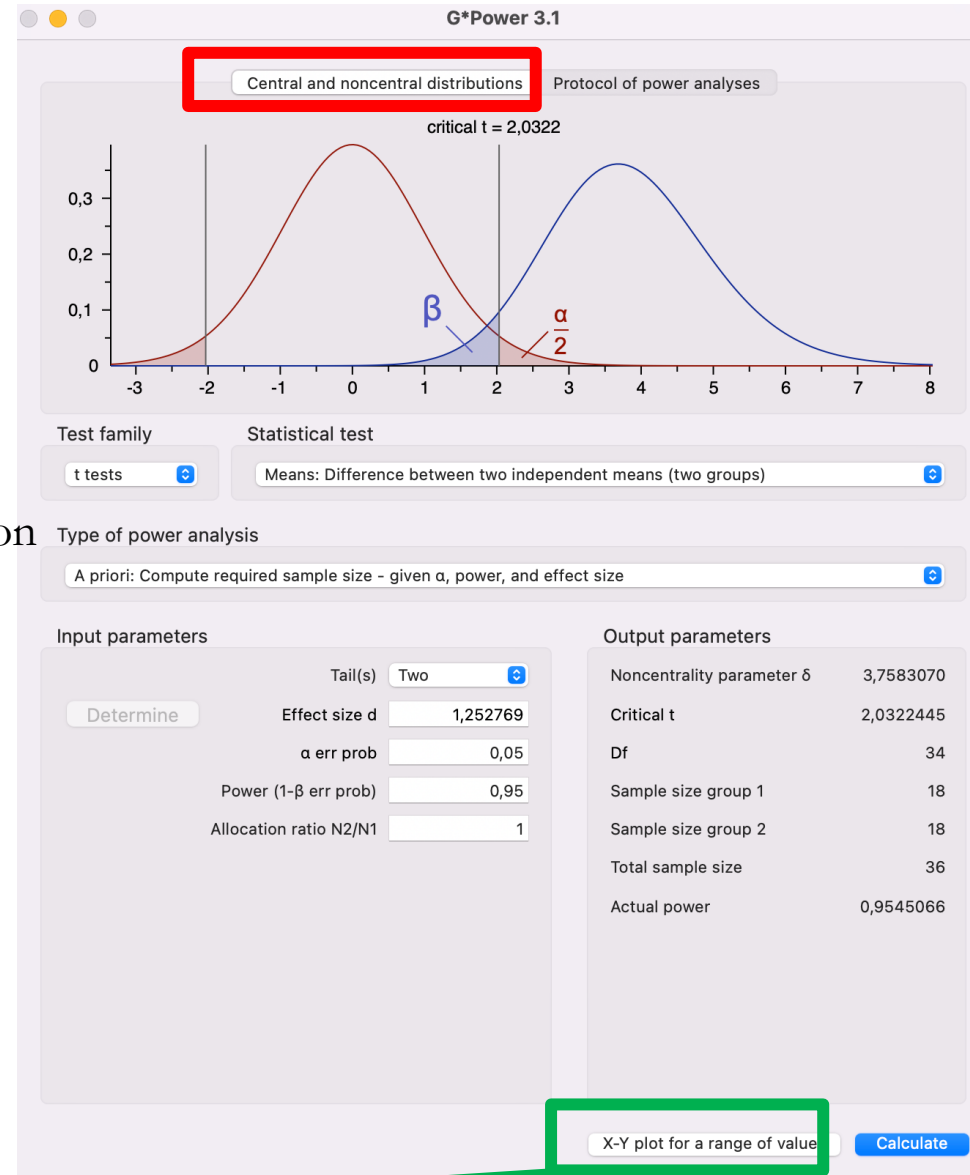 G*Power 3.1
Central and noncentral distributions Protocol of power analyses
critical t = 2,0322
0,3
0,2
0,1
0
β
α
2
-3 -2 -1 0 1 2 3 4 5 6 7 8
Test family Statistical test
t tests Means: Difference between two independent means (two groups)
on
Type of power analysis
A priori: Compute required sample size - given α, power, and effect size
Input parameters Output parameters
Tail(s) Two Noncentrality parameter δ 3,7583070
Determine Effect size d 1,252769 Critical t 2,0322445
α err prob 0,05 Df 34
Power (1-β err prob) 0,95 Sample size group 1 18
Allocation ratio N2/N1 1 Sample size group 2 18
Total sample size 36
Actual power 0,9545066
X-Y plot for a range of value Calculate